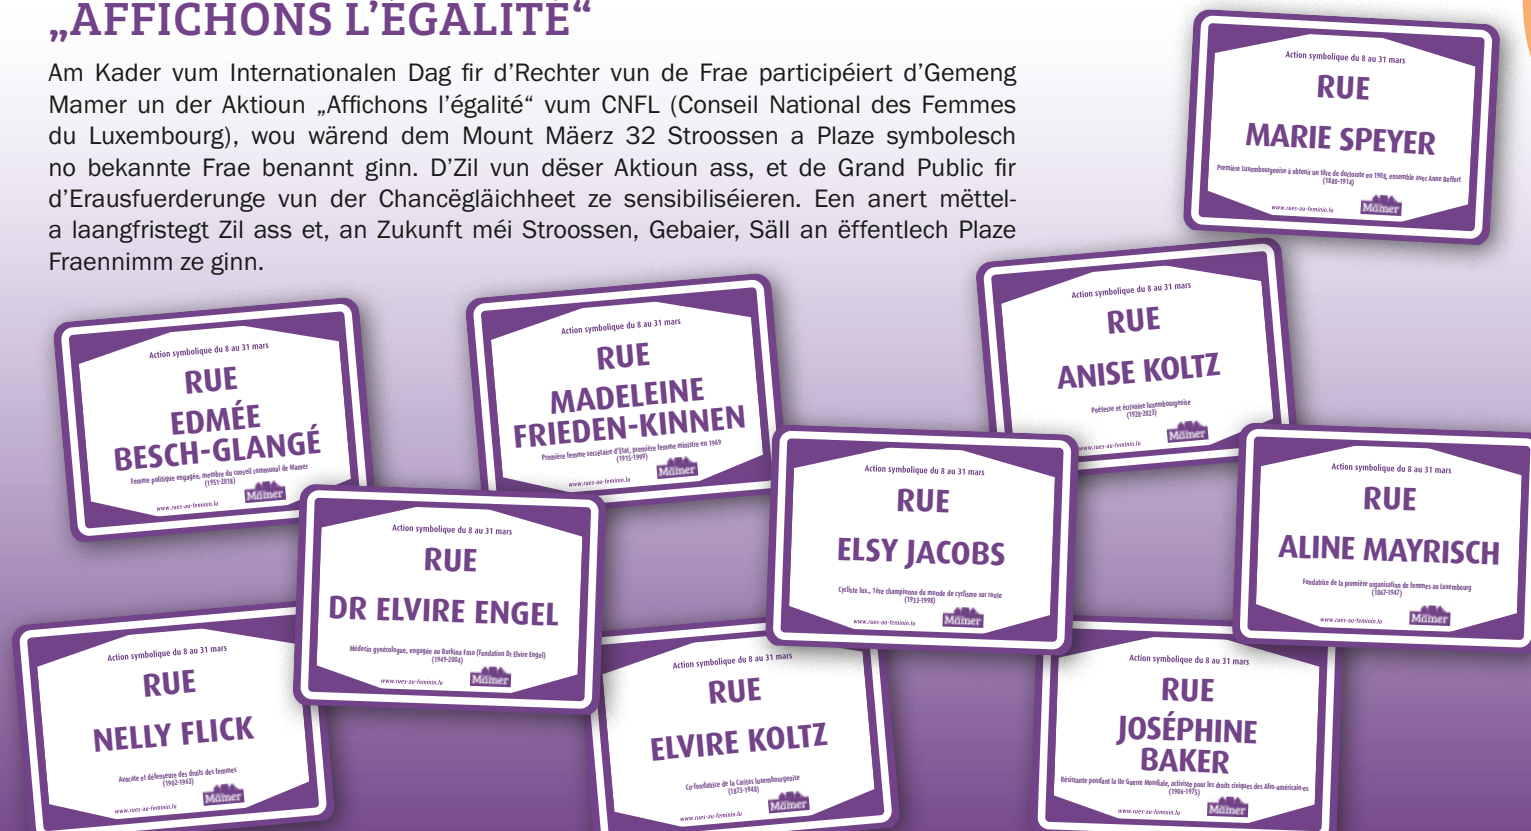 „AFFICHONS L'ÉGALITÉ“
Am Kader vum Internationalen Dag fir d'Rechter vun de Frae participéiert d'Gemeng
Mamer un der Aktioun „Affichons l'égalité“ vum CNFL (Conseil National des Femmes
du Luxembourg), wou wärend dem Mount Mäerz 32 Stroossen a Plaze symbolesch
no bekannte Frae benannt ginn. D'Zil vun dëser Aktioun ass, et de Grand Public fir
d'Erausfuerderunge vun der Chancëgläichheet ze sensibiliséieren. Een anert mëttel-
a laangfristegt Zil ass et, an Zukunft méi Stroossen, Gebaier, Säll an ëffentlech Plaze
Fraennimm ze ginn.
Action symbolique du 8 au 31 mars
RUE
MARIE SPEYER
Première Luxembourgeoise à obtenir un titre de doctorate en 1908, ensemble avec Anne Beffort
(1880-1914)
www.rues-au-feminin.lu
Mamer
Action symbolique du 8 au 31 mars
RUE
EDMÉE
BESCH-GLANGÉ
Femme politique engagée, membre du conseil communal de Mamer
(1951-2018)
www.rues-au-feminin.lu
Mamer
Action symbolique du 8 au 31 mars
RUE
MADELEINE
FRIEDEN-KINNEN
Première femme secrétaire d'État, première femme ministre en 1969
(1915-1999)
www.rues-au-feminin.lu
Mamer
Action symbolique du 8 au 31 mars
RUE
ANISE KOLTZ
Poétesse et écrivaine luxembourgeoise
(1928-2023)
www.rues-au-feminin.lu
Mamer
Action symbolique du 8 au 31 mars
RUE
DR ELVIRE ENGEL
Médecin gynécologue, engagée au Burkina Faso (Fondation Dr Elvire Engel)
(1949-2004)
www.rues-au-feminin.lu
Mamer
Action symbolique du 8 au 31 mars
RUE
ELSY JACOBS
Cycliste lux., 1ère championne du monde de cyclisme sur route
(1933-1998)
www.rues-au-feminin.lu
Mamer
Action symbolique du 8 au 31 mars
RUE
ALINE MAYRISCH
Fondatrice de la première organisation de femmes au Luxembourg
(1867-1947)
www.rues-au-feminin.lu
Mamer
Action symbolique du 8 au 31 mars
RUE
NELLY FLICK
Avocate et défenseure des droits des femmes
(1902-1963)
www.rues-au-feminin.lu
Mamer
Action symbolique du 8 au 31 mars
RUE
ELVIRE KOLTZ
Co-fondatrice de la Caritas luxembourgeoise
(1873-1948)
www.rues-au-feminin.lu
Mamer
Action symbolique du 8 au 31 mars
RUE
JOSÉPHINE
BAKER
Résistante pendant la IIe Guerre Mondiale, activiste pour les droits civiques des Afro-américain-es
(1906-1975)
www.rues-au-feminin.lu
Mamer